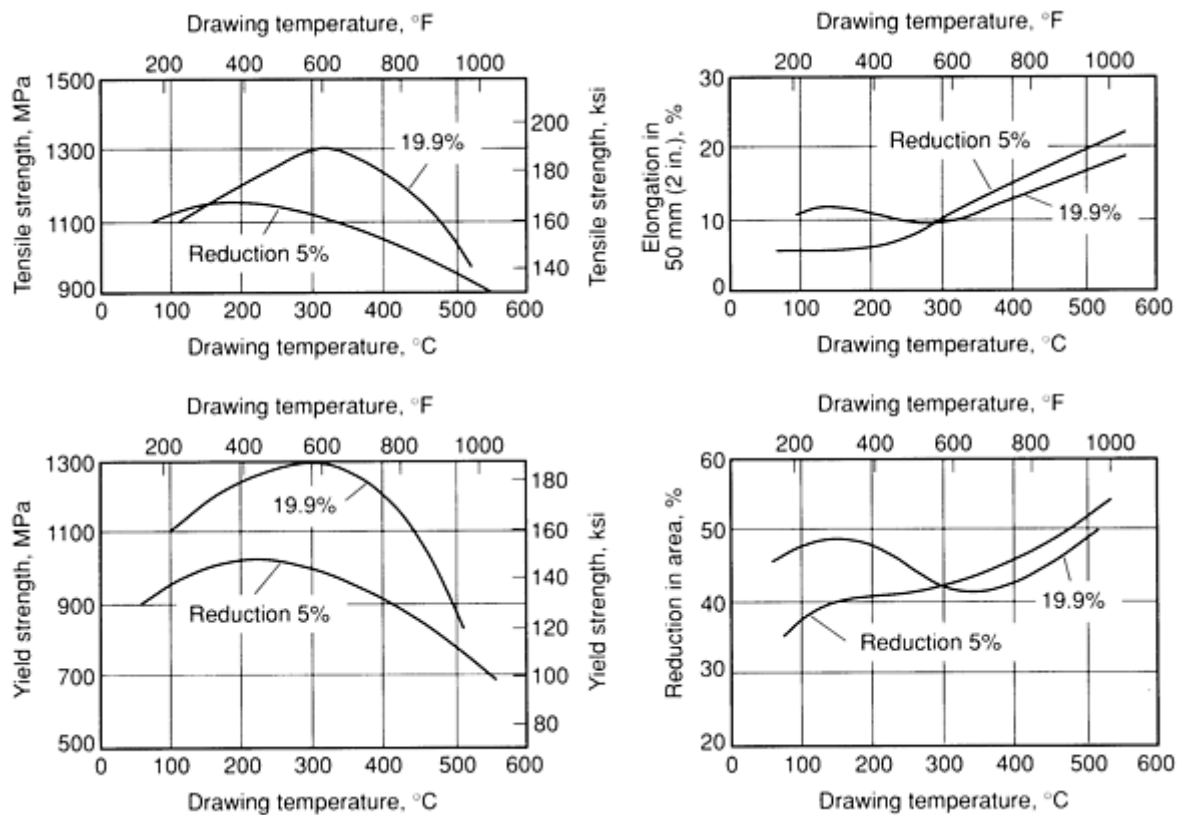 Drawing temperature, °F
200 400 600 800 1000
Tensile strength, MPa
1500
1300
1100
900
19.9%
Reduction 5%
200
180
160
140
Tensile strength, ksi
0 100 200 300 400 500 600
Drawing temperature, °C
Drawing temperature, °F
200 400 600 800 1000
Elongation in
50 mm (2 in.), %
30
20
10
0
Reduction 5%
19.9%
0 100 200 300 400 500 600
Drawing temperature, °C
Drawing temperature, °F
200 400 600 800 1000
Yield strength, MPa
1300
1100
900
700
500
19.9%
Reduction 5%
180
160
140
120
100
80
Yield strength, ksi
0 100 200 300 400 500 600
Drawing temperature, °C
Drawing temperature, °F
200 400 600 800 1000
Reduction in area, %
60
50
40
30
20
19.9%
Reduction 5%
0 100 200 300 400 500 600
Drawing temperature, °C